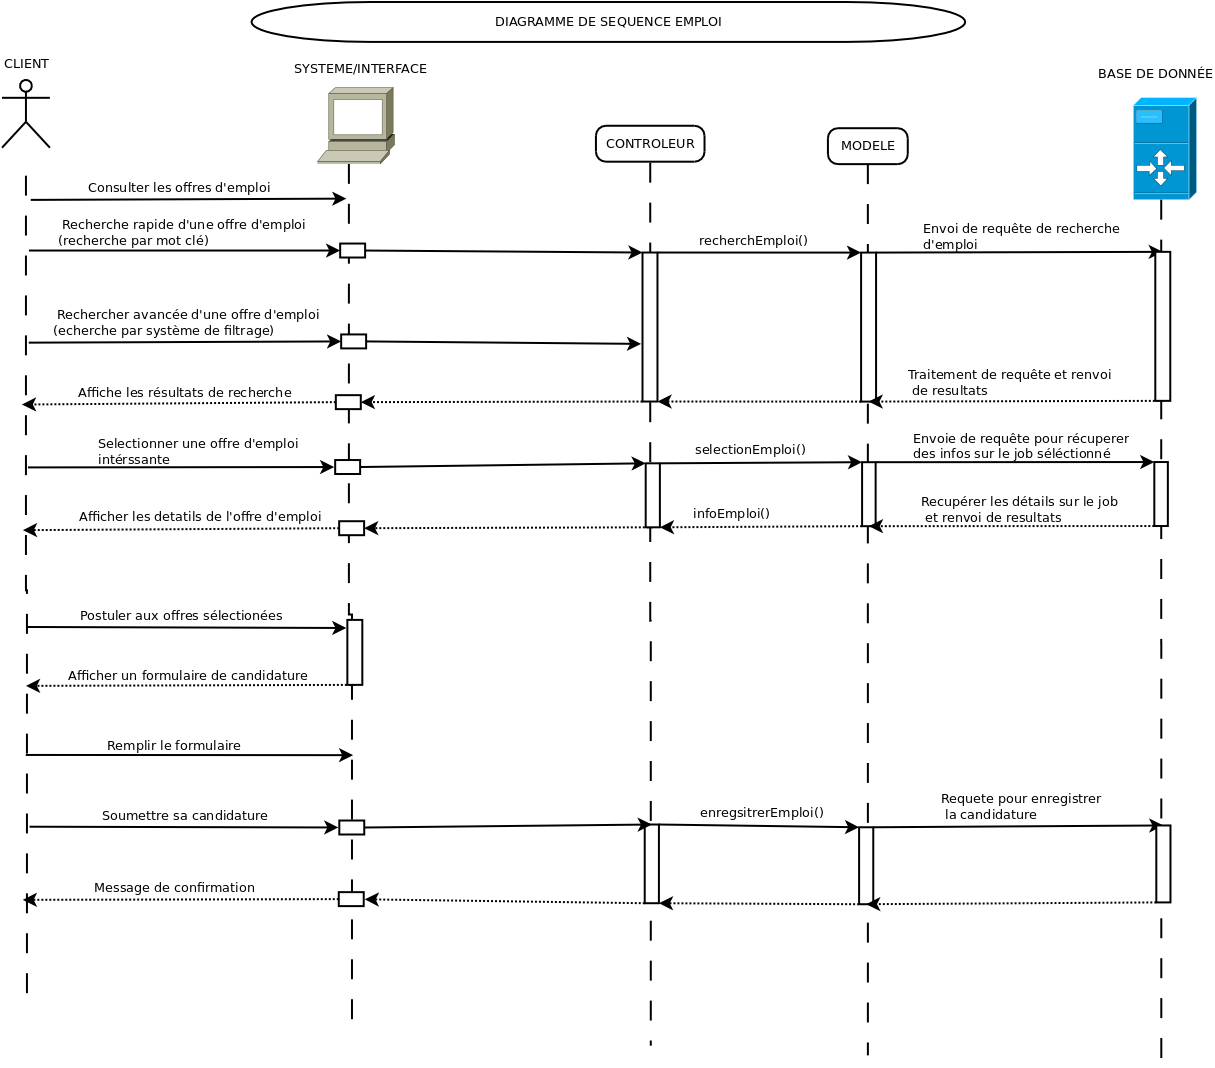 DIAGRAMME DE SEQUENCE EMPLOI
CLIENT
SYSTEME/INTERFACE
BASE DE DONNÉE
CONTROLEUR
MODELE
Consulter les offres d'emploi
Recherche rapide d'une offre d'emploi
(recherche par mot clé)
recherchEmploi()
Envoi de requête de recherche
d'emploi
Rechercher avancée d'une offre d'emploi
(echerche par système de filtrage)
Traitement de requête et renvoi
de resultats
Affiche les résultats de recherche
Selectionner une offre d'emploi
intérssante
selectionEmploi()
Envoie de requête pour récuperer
des infos sur le job séléctionné
Afficher les detatils de l'offre d'emploi
infoEmploi()
Recupérer les détails sur le job
et renvoi de resultats
Postuler aux offres sélectionées
Afficher un formulaire de candidature
Remplir le formulaire
Soumettre sa candidature
enregsitrerEmploi()
Requete pour enregistrer
la candidature
Message de confirmation